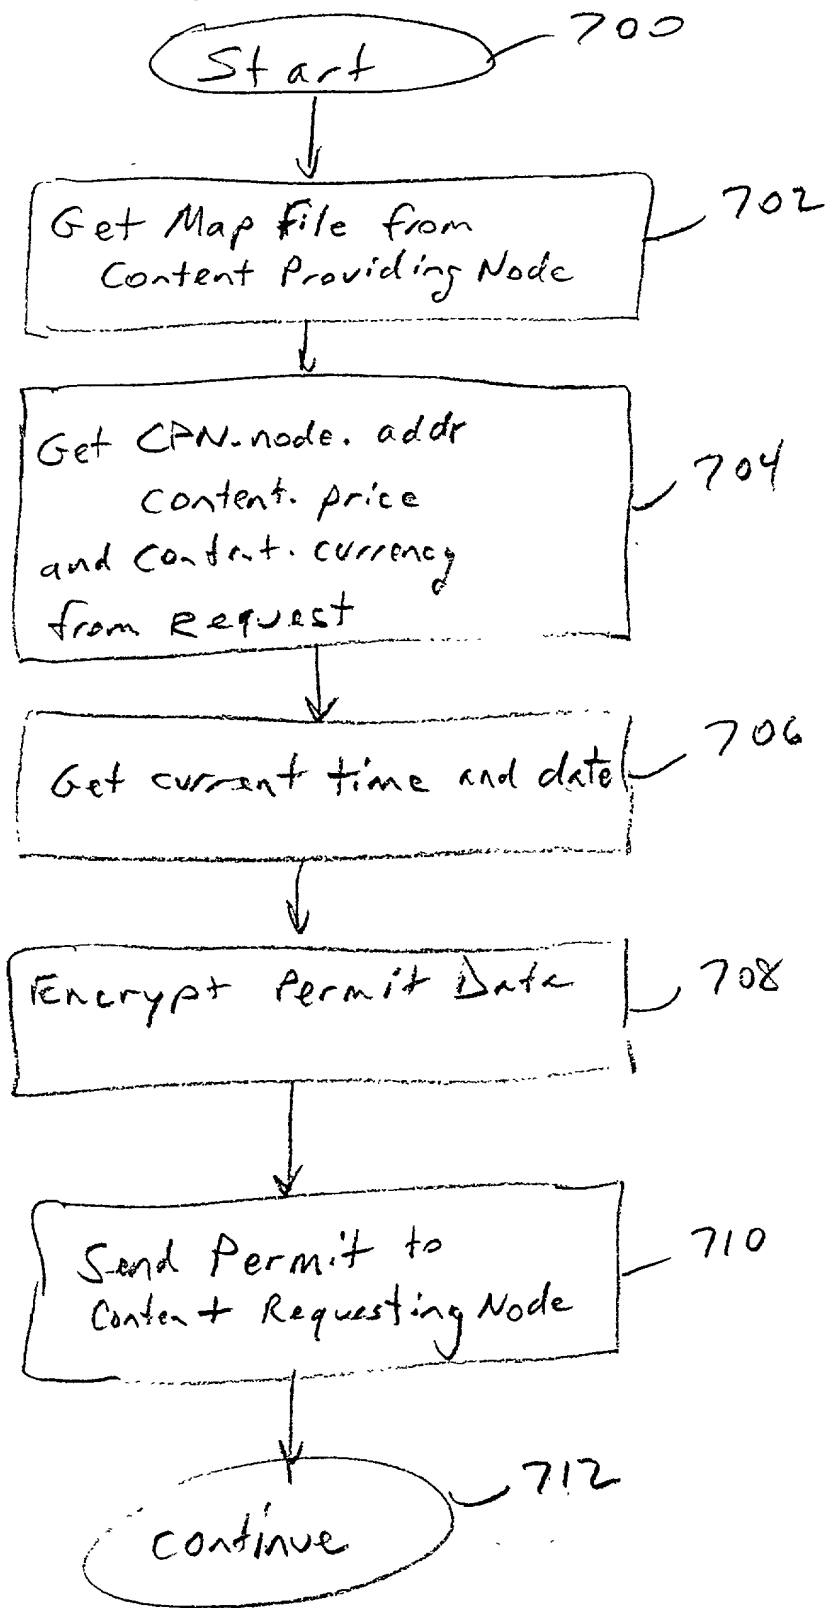 Start
700
Get Map File from
Content Providing Node
702
Get CPN.node.addr
content.price
and content.currency
from Request
704
Get current time and date
706
Encrypt Permit Data
708
Send Permit to
Content Requesting Node
710
continue
712